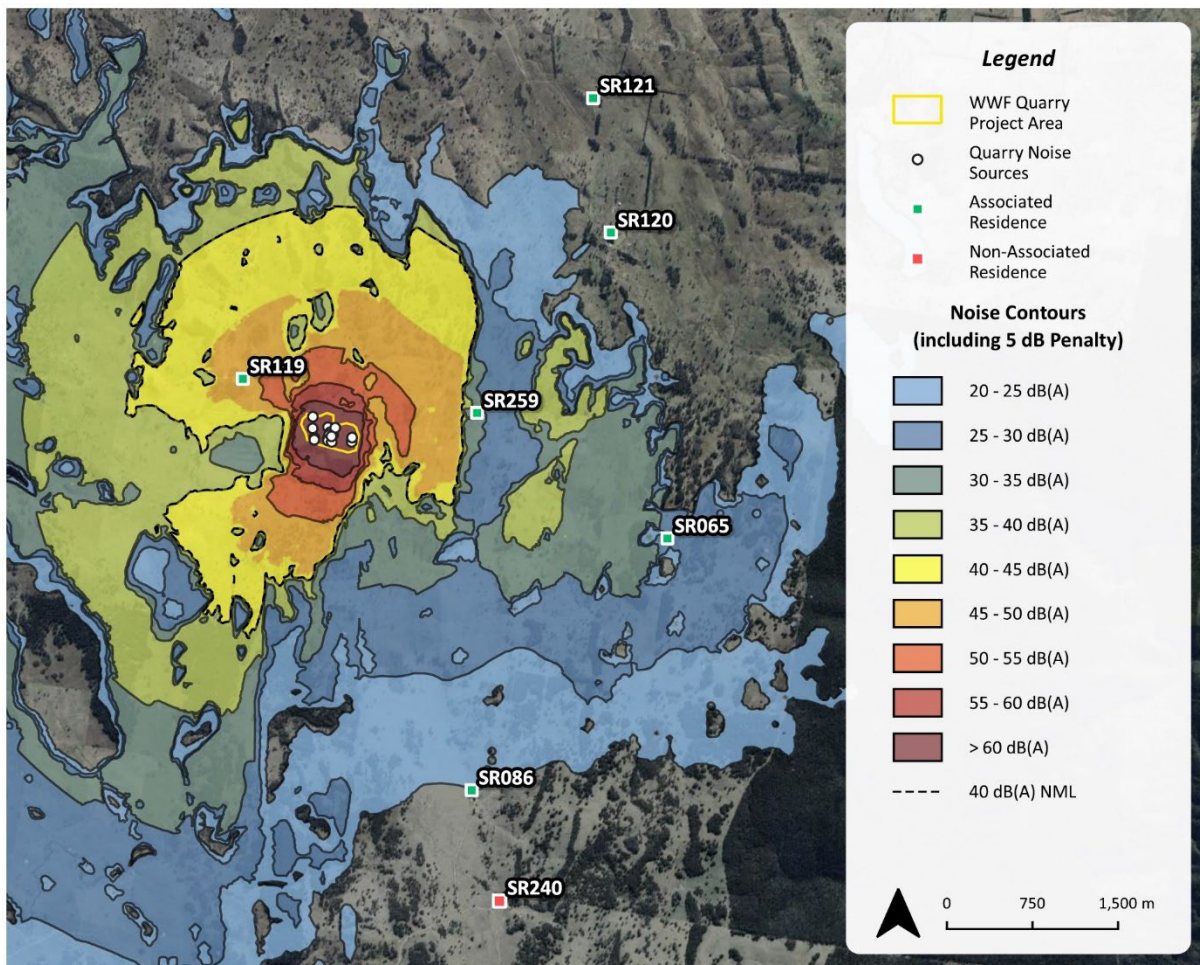 SR121
SR120
SR119
SR259
SR065
SR086
SR240
Legend
WWF Quarry
Project Area
Quarry Noise
Sources
Associated
Residence
Non-Associated
Residence
Noise Contours
(including 5 dB Penalty)
20 - 25 dB(A)
25 - 30 dB(A)
30 - 35 dB(A)
35 - 40 dB(A)
40 - 45 dB(A)
45 - 50 dB(A)
50 - 55 dB(A)
55 - 60 dB(A)
> 60 dB(A)
40 dB(A) NML
0 750 1,500 m